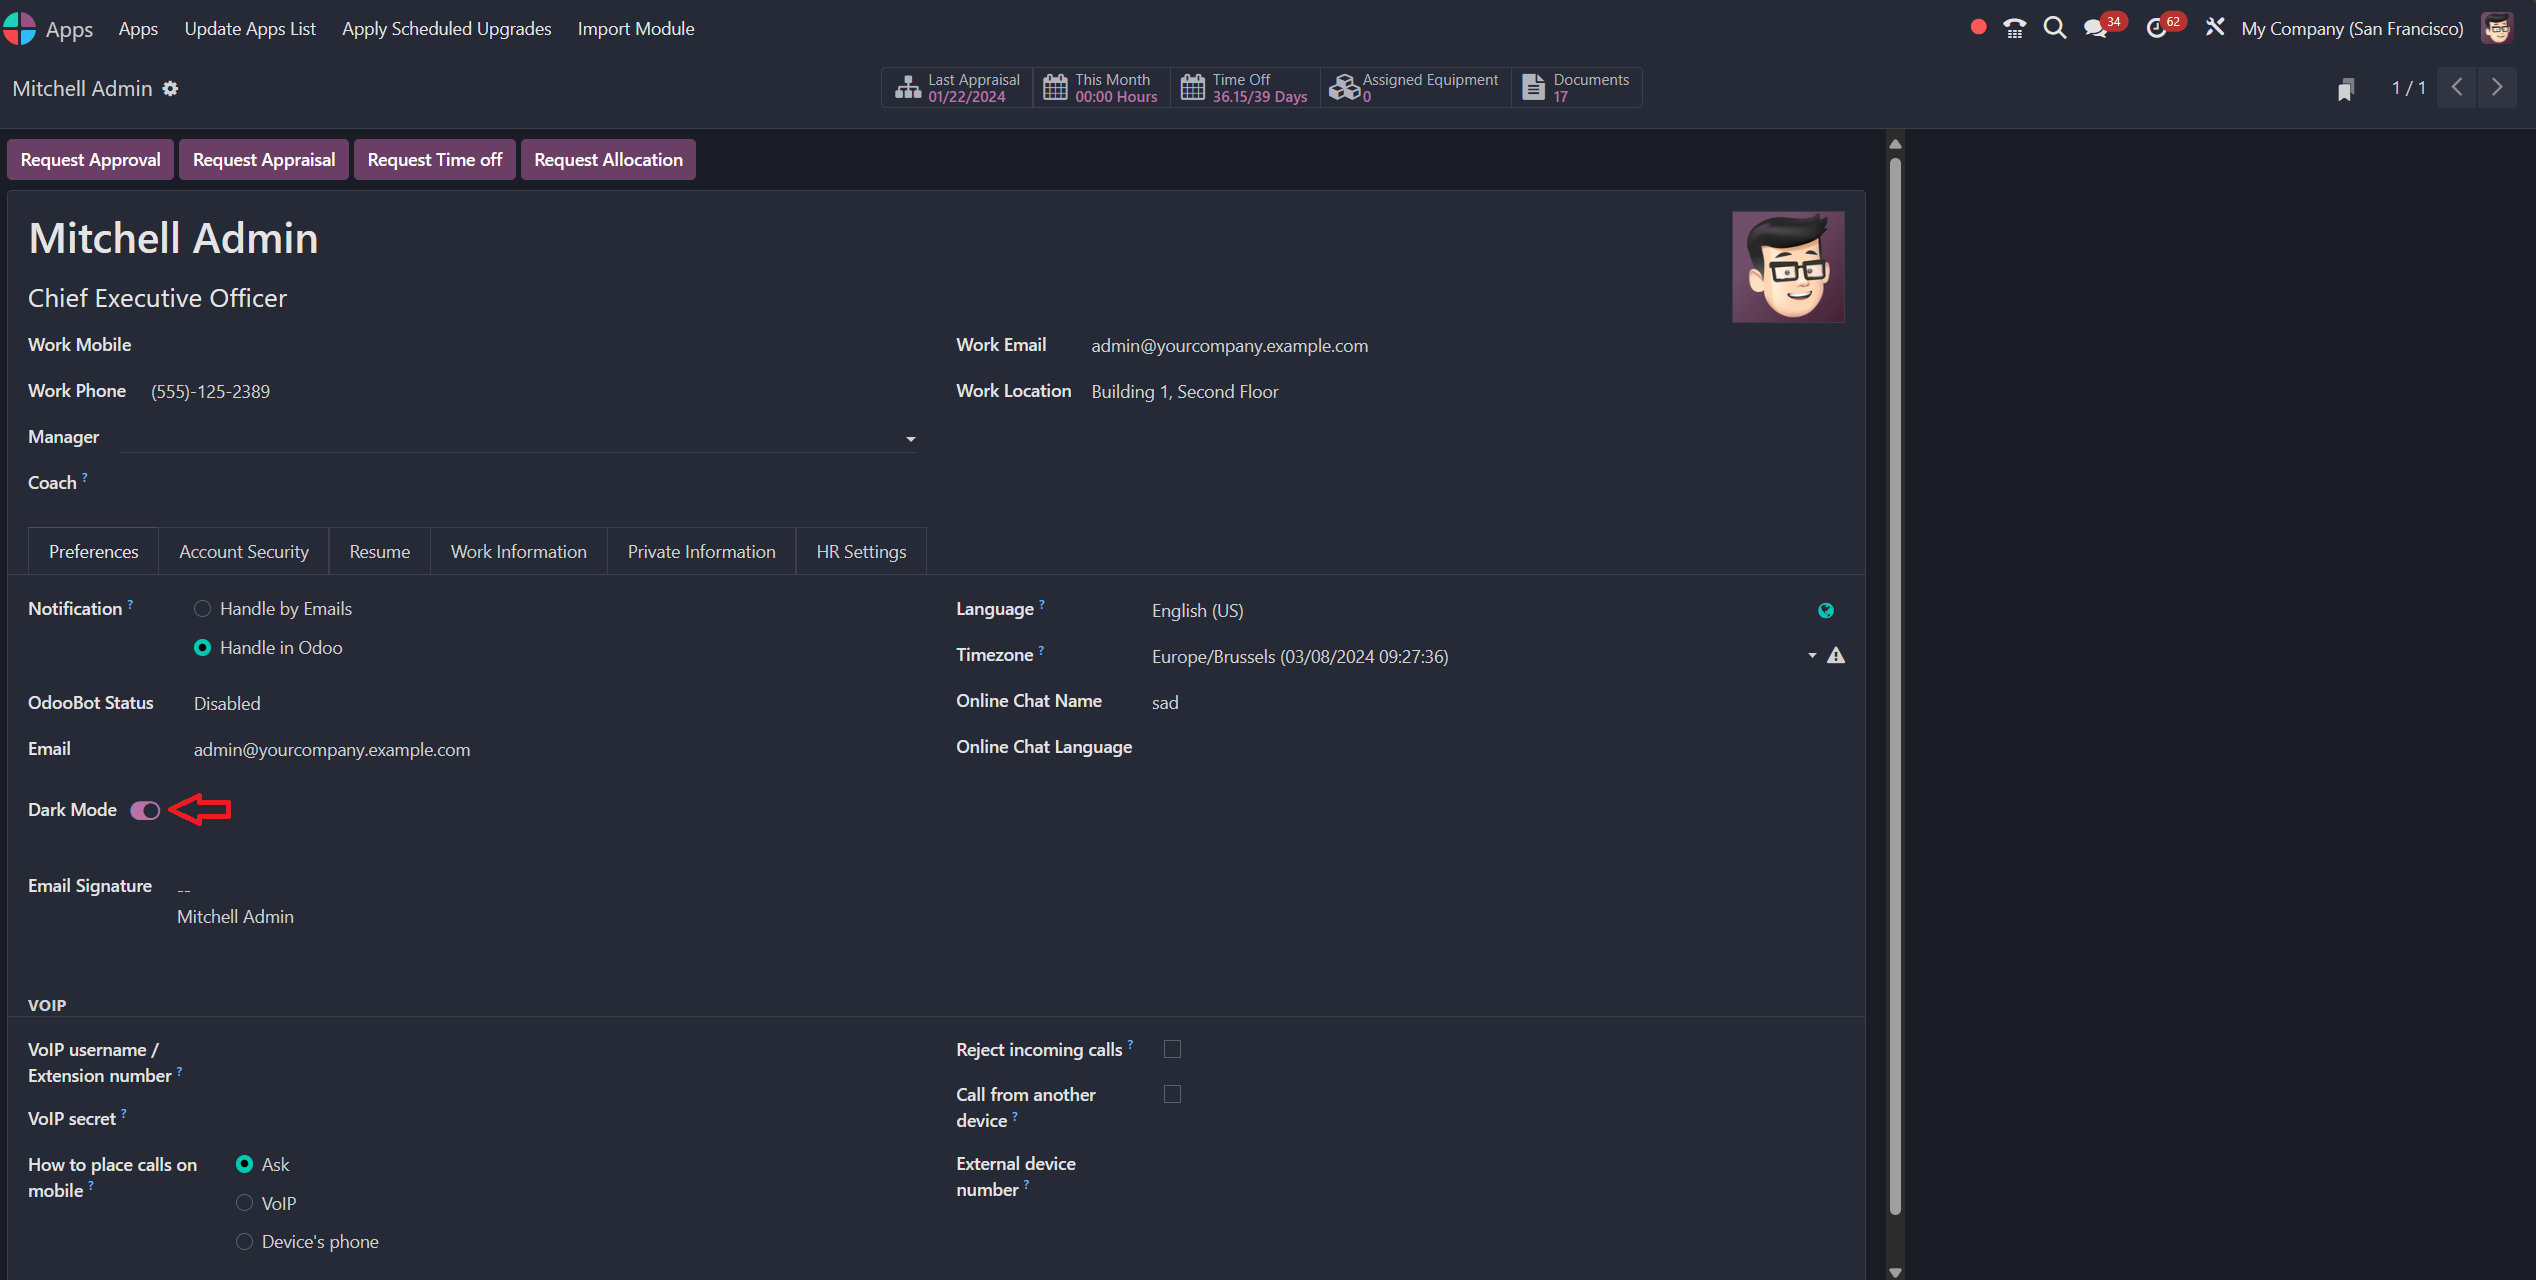 Apps Apps Update Apps List Apply Scheduled Upgrades Import Module 34 62 My Company (San Francisco)
Mitchell Admin
Last Appraisal
01/22/2024
This Month
00:00 Hours
Time Off
36.15/39 Days
Assigned Equipment
0
Documents
17
1 / 1
Request Approval Request Appraisal Request Time off Request Allocation
Mitchell Admin
Chief Executive Officer
Work Mobile
Work Phone (555)-125-2389
Manager
Coach ?
Work Email admin@yourcompany.example.com
Work Location Building 1, Second Floor
Preferences Account Security Resume Work Information Private Information HR Settings
Notification ? Handle by Emails
Handle in Odoo
OdooBot Status Disabled
Email admin@yourcompany.example.com
Dark Mode
Language ? English (US)
Timezone ? Europe/Brussels (03/08/2024 09:27:36)
Online Chat Name sad
Online Chat Language
Email Signature --
Mitchell Admin
VOIP
VoIP username /
Extension number ?
VoIP secret ?
How to place calls on
mobile ?
Ask
VoIP
Device's phone
Reject incoming calls ?
Call from another
device ?
External device
number ?